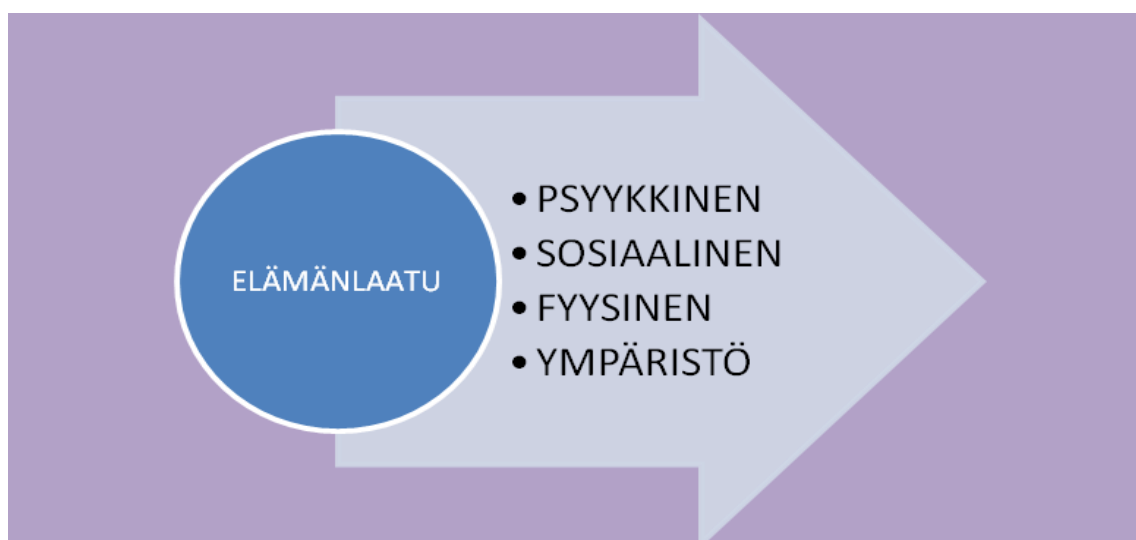 ELÄMÄNLAATU
• PSYYKKINEN
• SOSIAALINEN
• FYYSINEN
• YMPÄRISTÖ